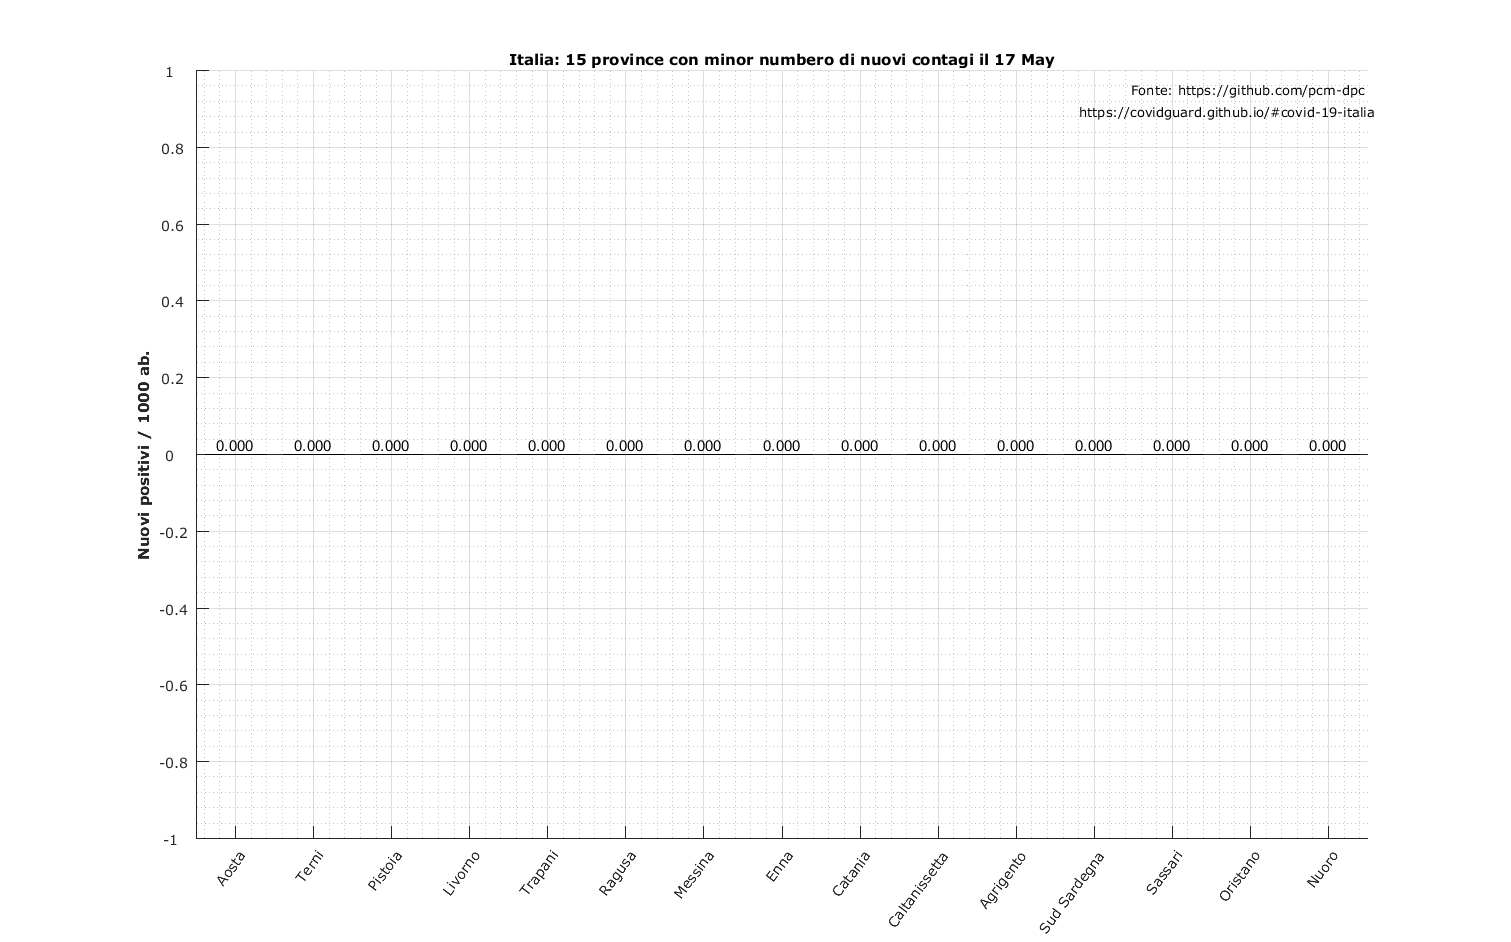 Italia: 15 province con minor numbero di nuovi contagi il 17 May
Fonte: https://github.com/pcm-dpc
https://covidguard.github.io/#covid-19-italia
Nuovi positivi / 1000 ab.
1
0.8
0.6
0.4
0.2
0
-0.2
-0.4
-0.6
-0.8
-1
0.000 0.000 0.000 0.000 0.000 0.000 0.000 0.000 0.000 0.000 0.000 0.000 0.000 0.000 0.000
Aosta
Terni
Pistoia
Livorno
Trapani
Ragusa
Messina
Enna
Catania
Caltanissetta
Agrigento
Sud Sardegna
Sassari
Oristano
Nuoro